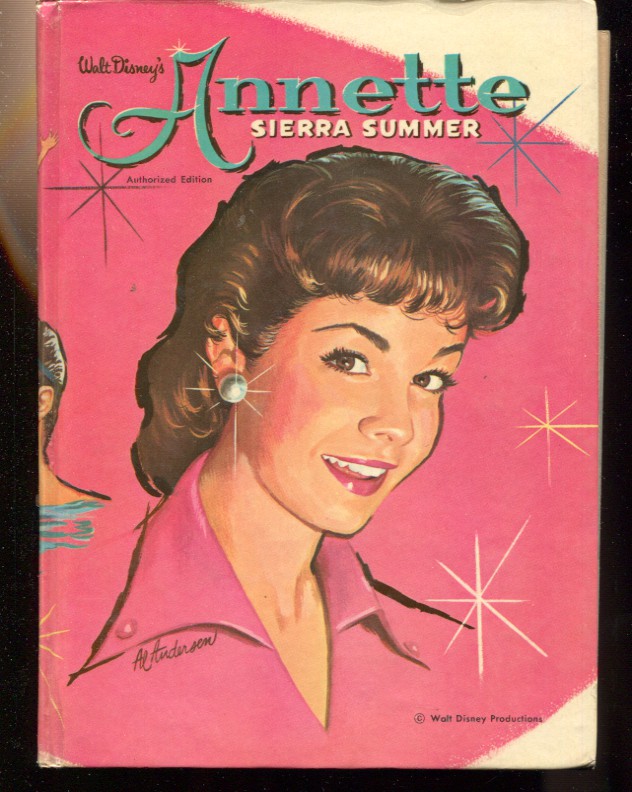 Walt Disney's
Annette
SIERRA SUMMER
Authorized Edition
Al Andersen
© Walt Disney Productions